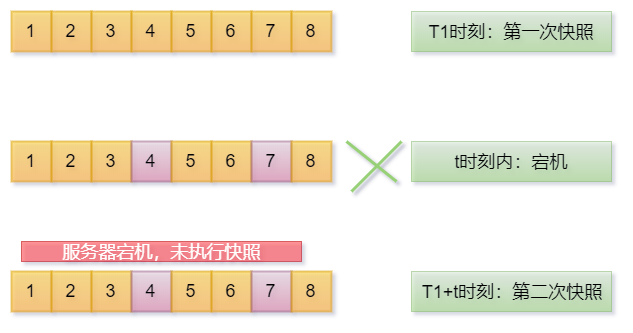 1 2 3 4 5 6 7 8
T1时刻：第一次快照
1 2 3 4 5 6 7 8
t时刻内：宕机
服务器宕机，未执行快照
1 2 3 4 5 6 7 8
T1+t时刻：第二次快照